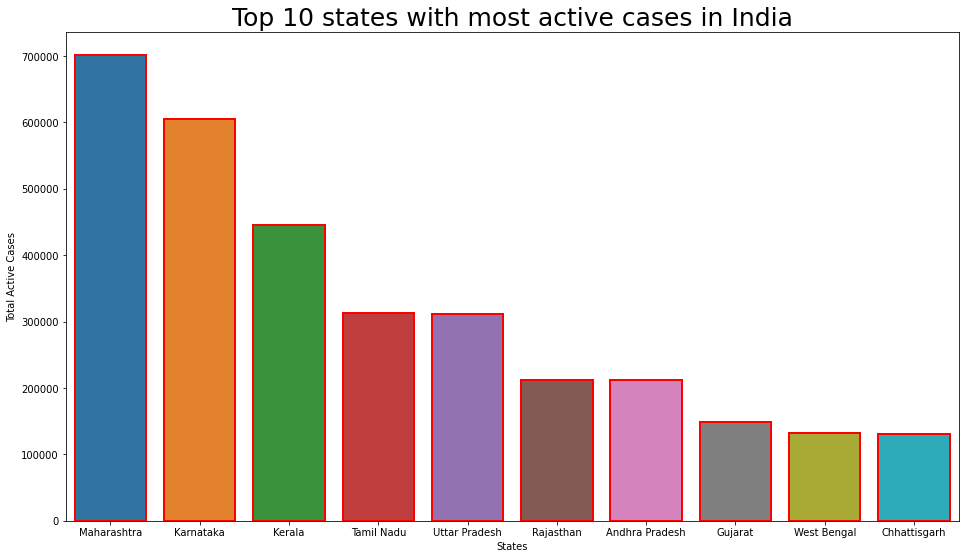 Top 10 states with most active cases in India
700000
600000
500000
400000
300000
200000
100000
0
Total Active Cases
Maharashtra Karnataka Kerala Tamil Nadu Uttar Pradesh Rajasthan Andhra Pradesh Gujarat West Bengal Chhattisgarh
States